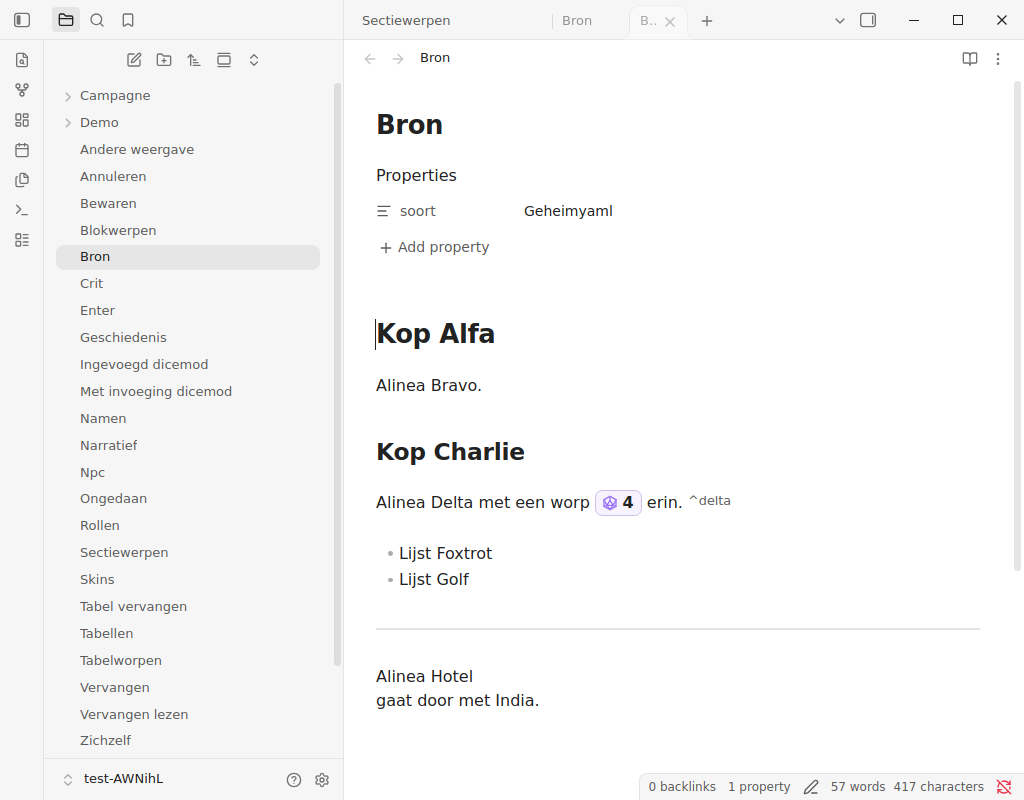 Sectiewerpen
Bron
B..
Bron
Campagne
Demo
Andere weergave
Annuleren
Bewaren
Blokwerpen
Bron
Crit
Enter
Geschiedenis
Ingevoegd dicemod
Met invoeging dicemod
Namen
Narratief
Npc
Ongedaan
Rollen
Sectiewerpen
Skins
Tabel vervangen
Tabellen
Tabelworpen
Vervangen
Vervangen lezen
Zichzelf
test-AWNihL
Bron
Properties
soort Geheimyaml
Add property
Kop Alfa
Alinea Bravo.
Kop Charlie
Alinea Delta met een worp 4 erin. ^delta
Lijst Foxtrot
Lijst Golf
Alinea Hotel
gaat door met India.
0 backlinks 1 property 57 words 417 characters